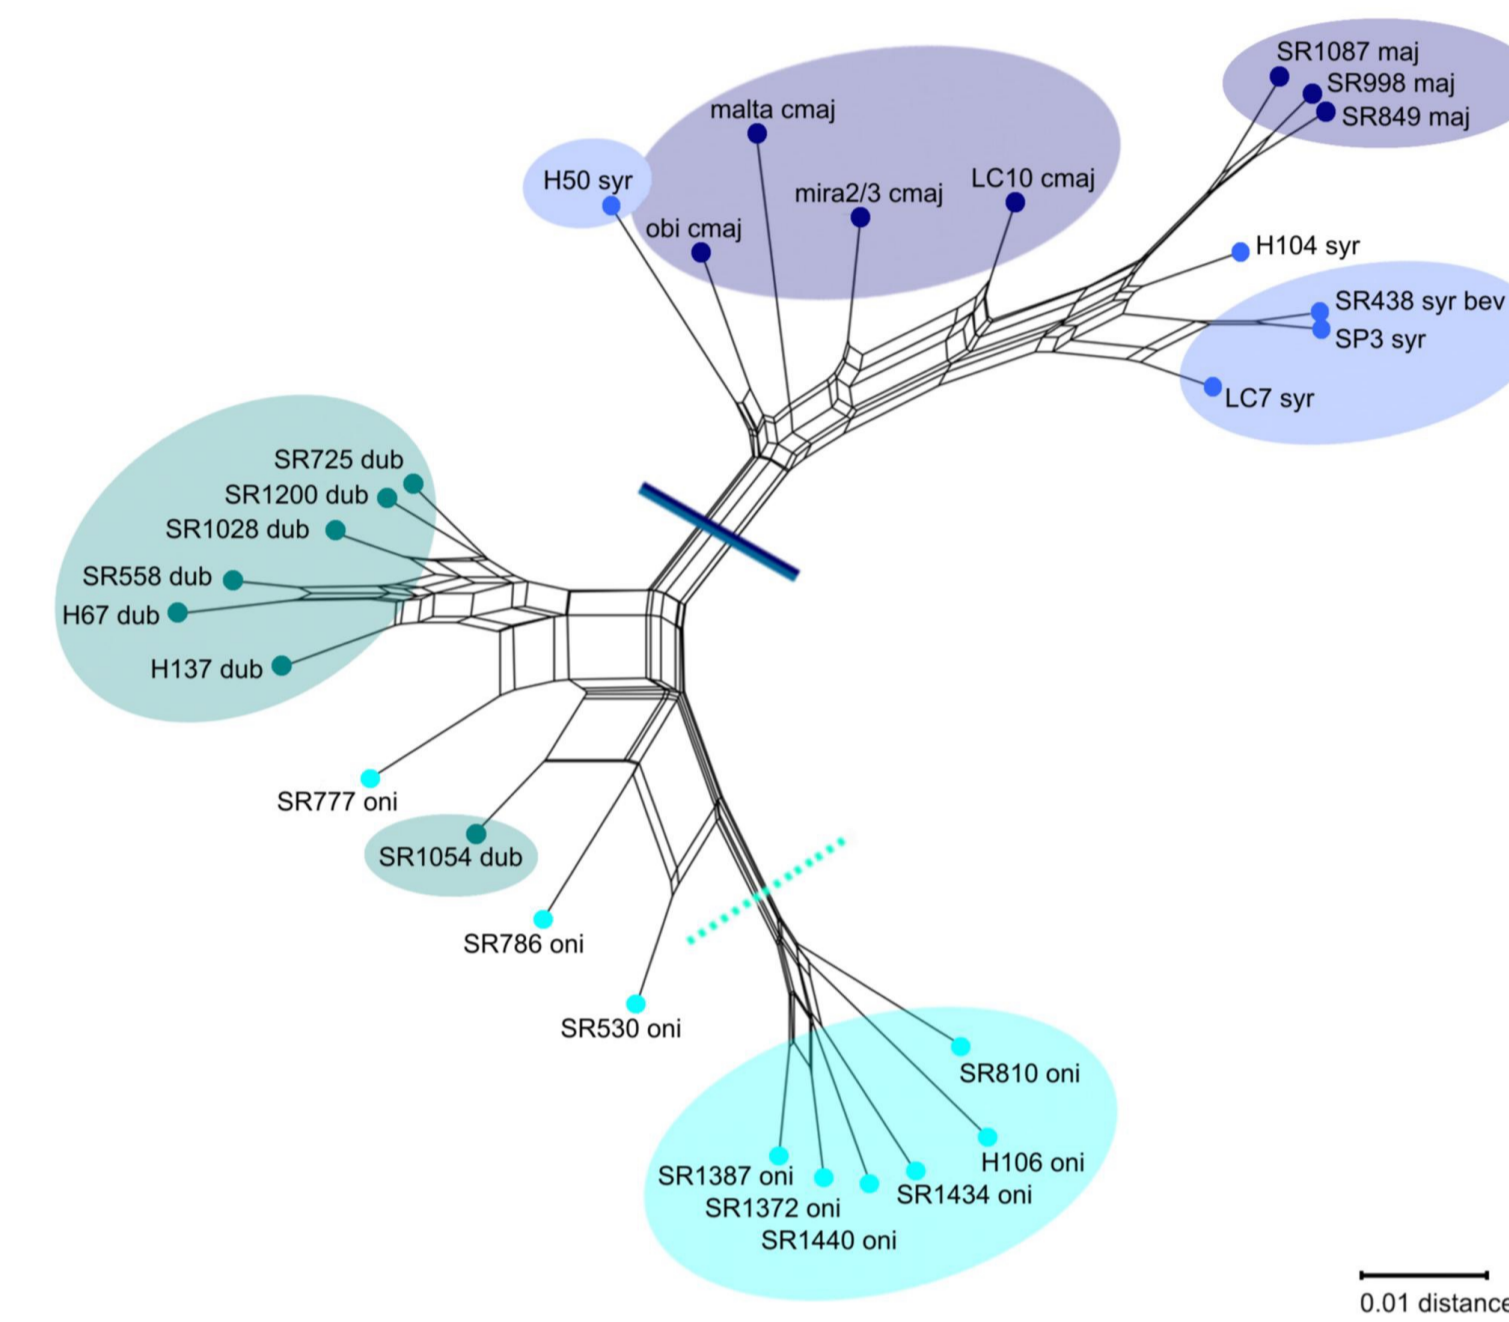 SR1087 maj
SR998 maj
SR849 maj
malta cmaj
H50 syr
mira2/3 cmaj
LC10 cmaj
obi cmaj
H104 syr
SR438 syr bev
SP3 syr
LC7 syr
SR725 dub
SR1200 dub
SR1028 dub
SR558 dub
H67 dub
H137 dub
SR777 oni
SR1054 dub
SR786 oni
SR530 oni
SR810 oni
H106 oni
SR1387 oni
SR1434 oni
SR1372 oni
SR1440 oni
0.01 distance